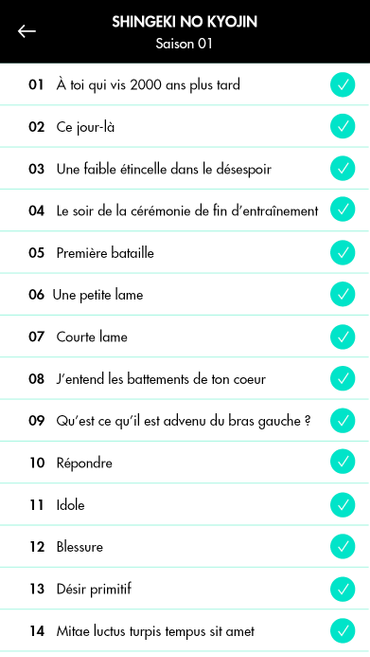 SHINGEKI NO KYOJIN
Saison 01
01 À toi qui vis 2000 ans plus tard
02 Ce jour-là
03 Une faible étincelle dans le désespoir
04 Le soir de la cérémonie de fin d’entraînement
05 Première bataille
06 Une petite lame
07 Courte lame
08 J’entend les battements de ton coeur
09 Qu’est ce qu’il est advenu du bras gauche ?
10 Répondre
11 Idole
12 Blessure
13 Désir primitif
14 Mitae luctus turpis tempus sit amet